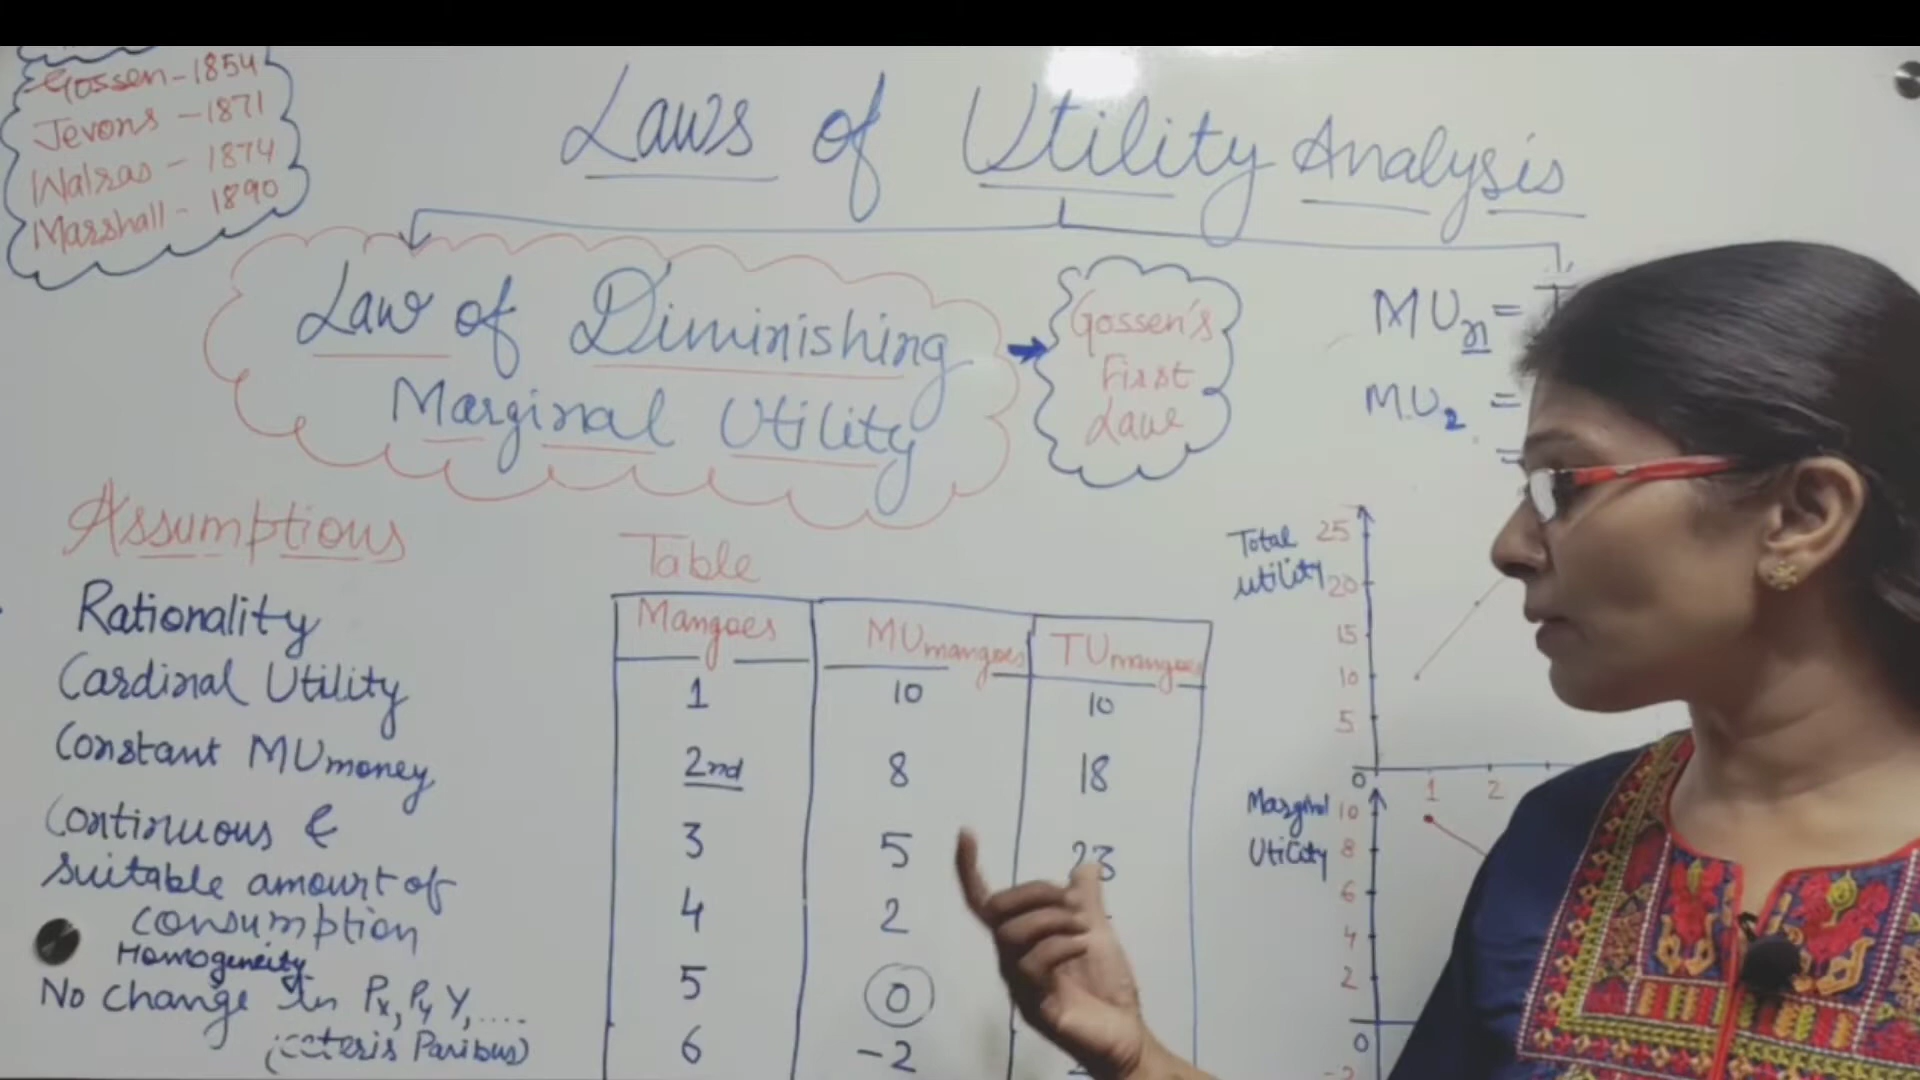 Gossen - 1854
Jevons - 1871
Walras - 1874
Marshall - 1890
Laws of Utility Analysis
Law of Diminishing
Marginal Utility
Gossen's
First
Law
MUn =
MU2 =
=
Assumptions
Rationality
Cardinal Utility
Constant MUmoney
Continuous &
suitable amount of
consumption
Homogeneity
No change in Px, Py Y, ....
(ceteris Paribus)
Table
Mangoes MUmangoes TUmangoes
1 10 10
2nd 8 18
3 5 23
4 2
5 0
6 -2
Total
utility
25
20
15
10
5
0 1 2
Marginal
Utility
10
8
6
4
2
0
-2